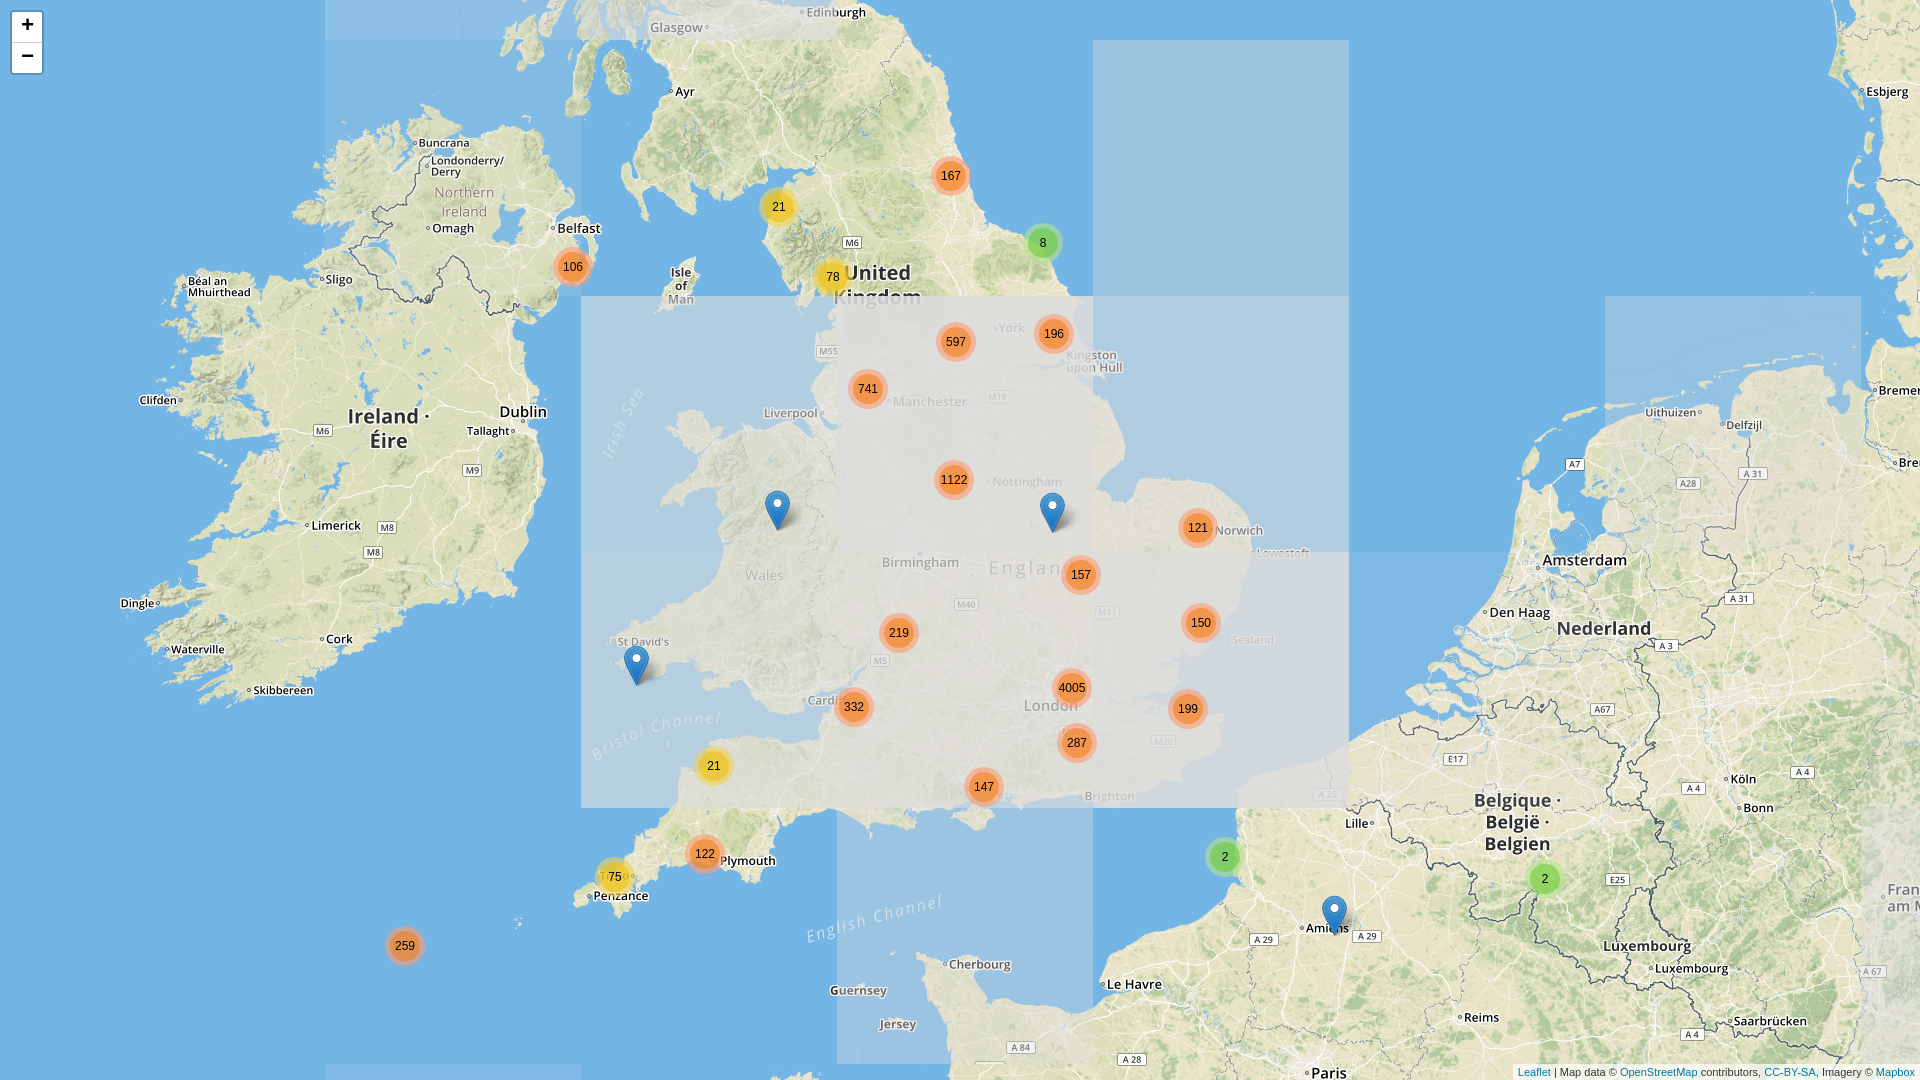 +
−
Edinburgh
Glasgow
Ayr
Esbjerg
Buncrana
Londonderry/
Derry
Northern
Ireland
Omagh
Belfast
167
21
8
M6
106
78
United
Kingdom
Isle
of
Man
Sligo
Béal an
Mhuirthead
597
York
196
Kingston
upon Hull
M55
741
Manchester
M18
Liverpool
Irish Sea
Clifden
Ireland ·
Éire
Dublin
Tallaght
M6
M9
Uithuizen
Delfzijl
A7
A 31
A28
1122
Nottingham
121
Norwich
Lowestoft
Limerick
M8
M8
Birmingham
England
Wales
157
Amsterdam
Dingle
M40
M11
A 31
Den Haag
Nederland
150
Sealand
219
St David's
Cork
Waterville
A 3
M5
Skibbereen
4005
London
Cardiff
332
199
A67
Bristol Channel
287
M20
E17
21
147
Brighton
A 25
Köln
A 4
A 4
Bonn
Belgique ·
België ·
Belgien
Lille
122
Plymouth
2
75
Penzance
2
E25
259
English Channel
Amiens
A 29
A 29
Luxembourg
Luxembourg
Cherbourg
A 67
Le Havre
Guernsey
Jersey
Reims
Saarbrücken
A 4
A 84
A 28
Paris
Leaflet | Map data © OpenStreetMap contributors, CC-BY-SA, Imagery © Mapbox